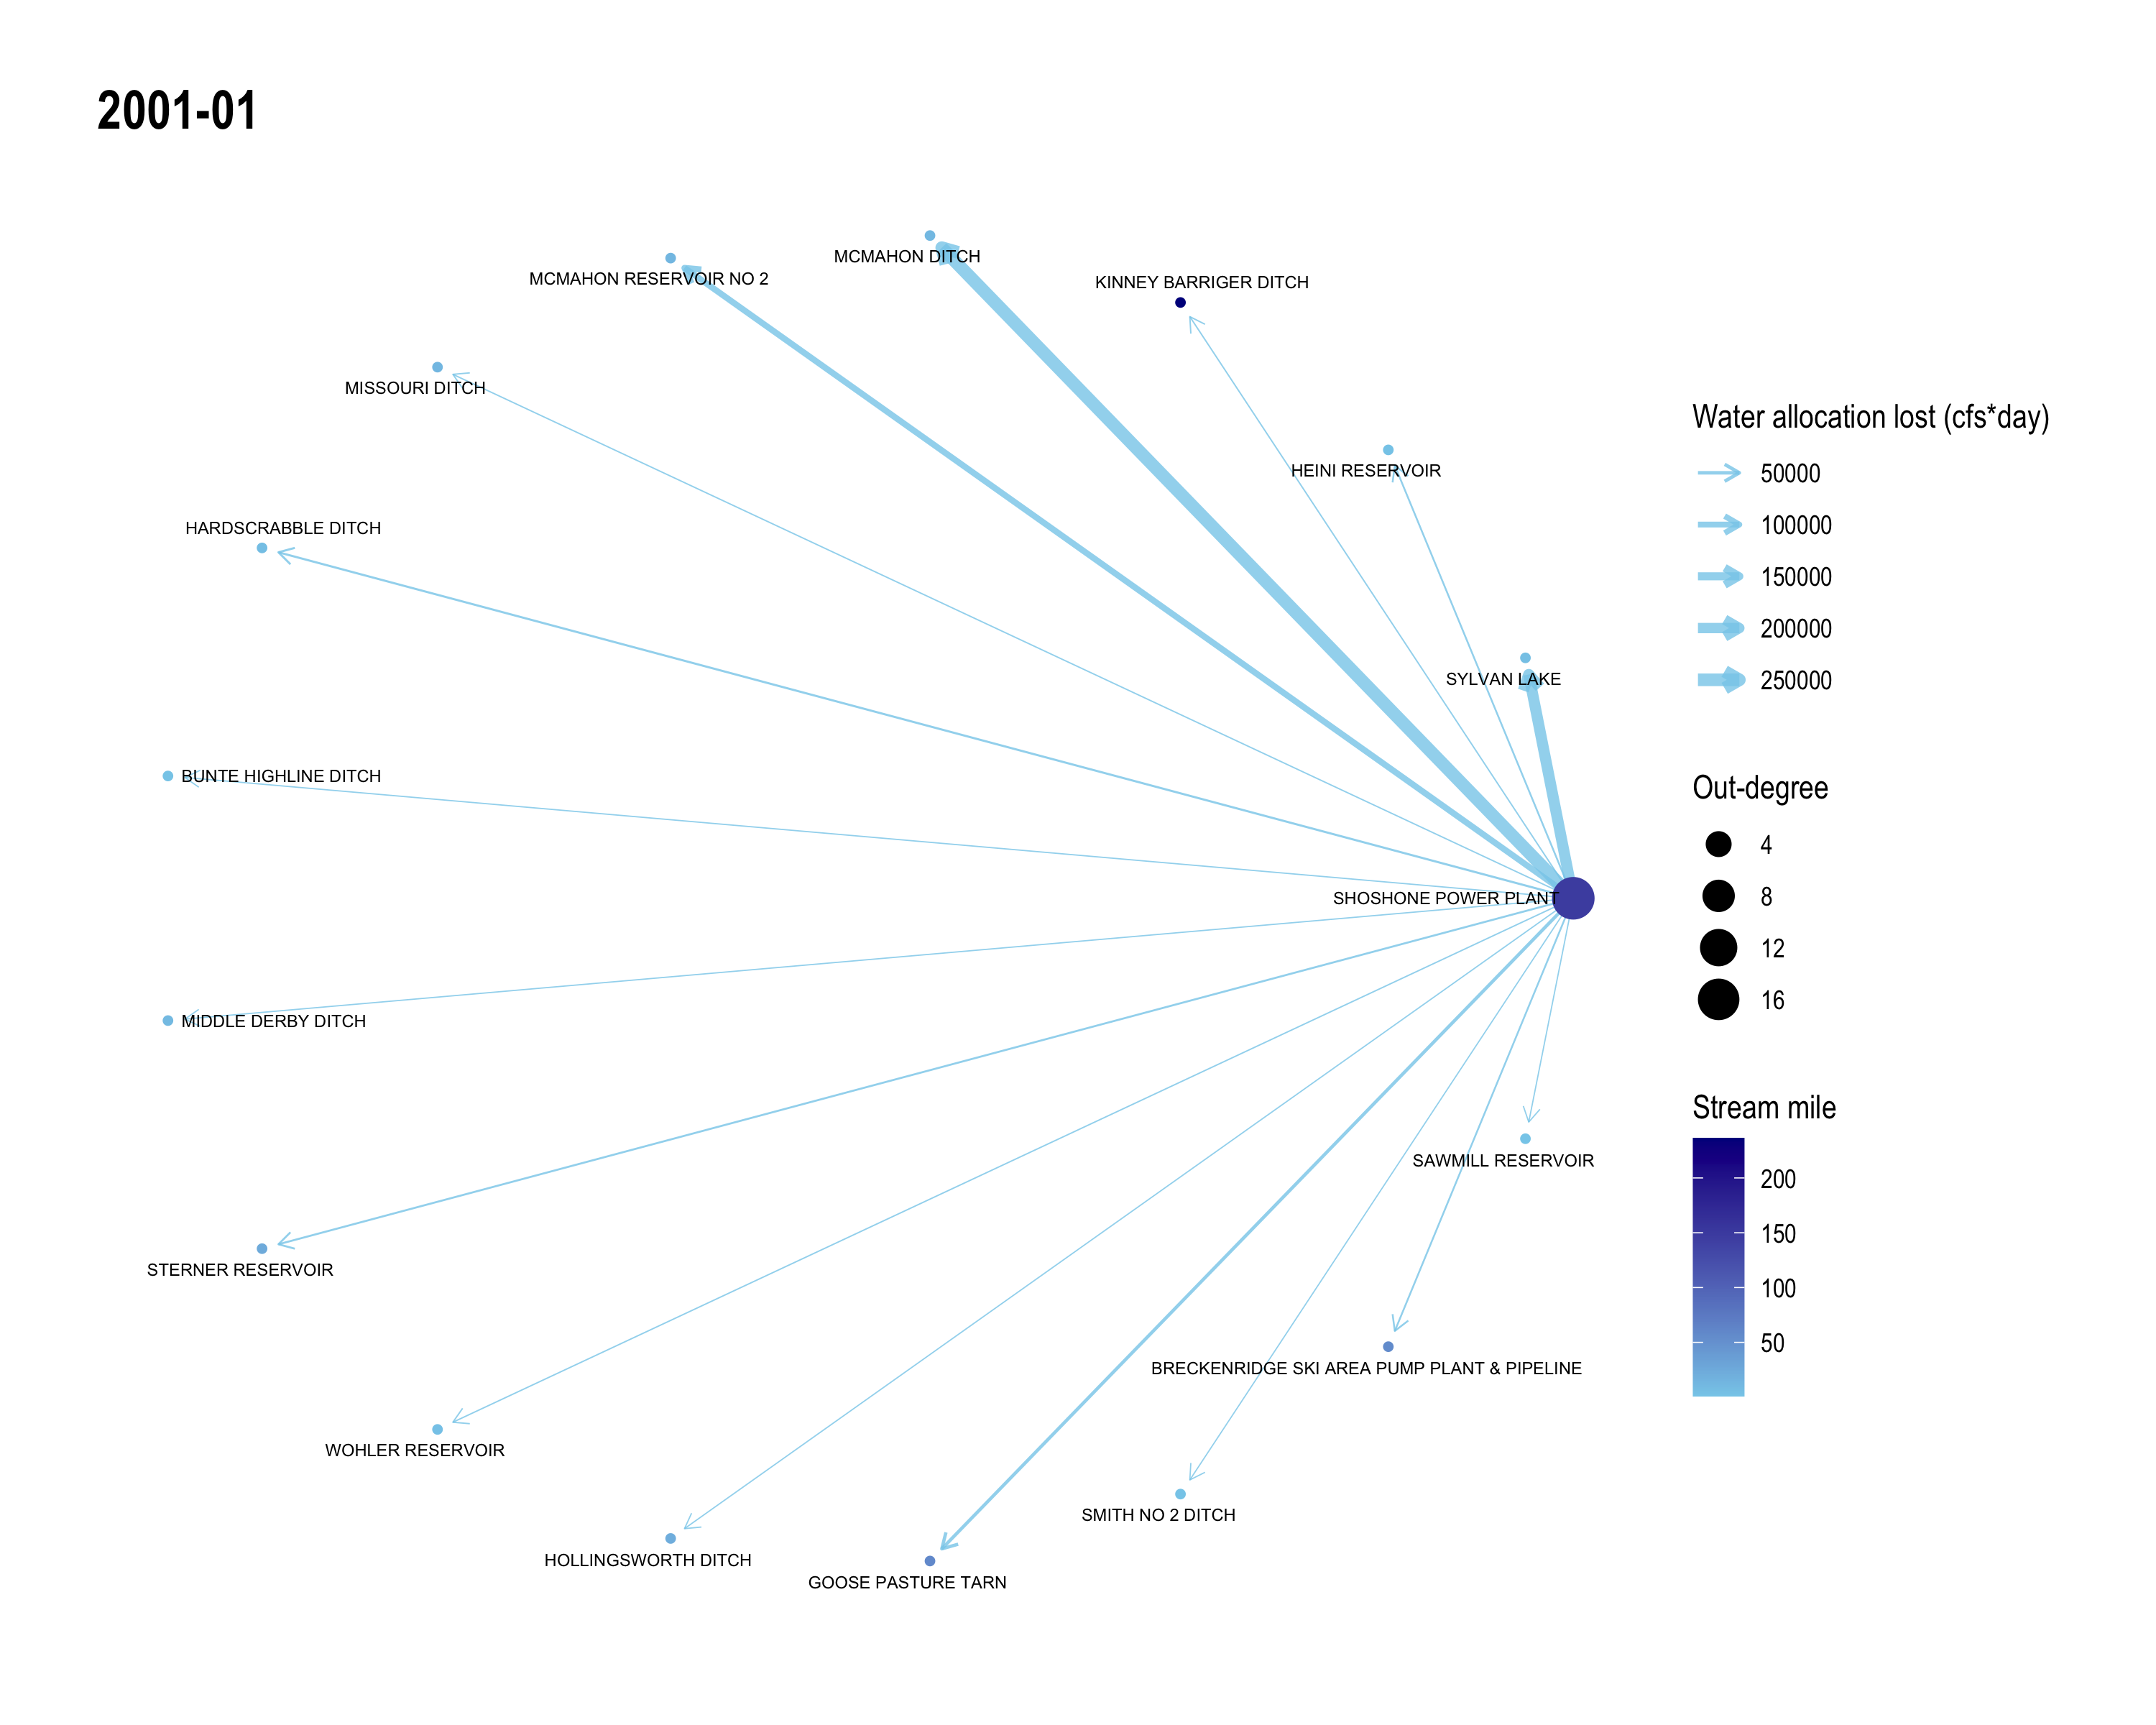 2001-01
MCMAHON DITCH
MCMAHON RESERVOIR NO 2
KINNEY BARRIGER DITCH
MISSOURI DITCH
HEINI RESERVOIR
HARDSCRABBLE DITCH
SYLVAN LAKE
BUNTE HIGHLINE DITCH
SHOSHONE POWER PLANT
MIDDLE DERBY DITCH
SAWMILL RESERVOIR
STERNER RESERVOIR
BRECKENRIDGE SKI AREA PUMP PLANT & PIPELINE
WOHLER RESERVOIR
SMITH NO 2 DITCH
HOLLINGSWORTH DITCH
GOOSE PASTURE TARN
Water allocation lost (cfs*day)
50000
100000
150000
200000
250000
Out-degree
4
8
12
16
Stream mile
200
150
100
50